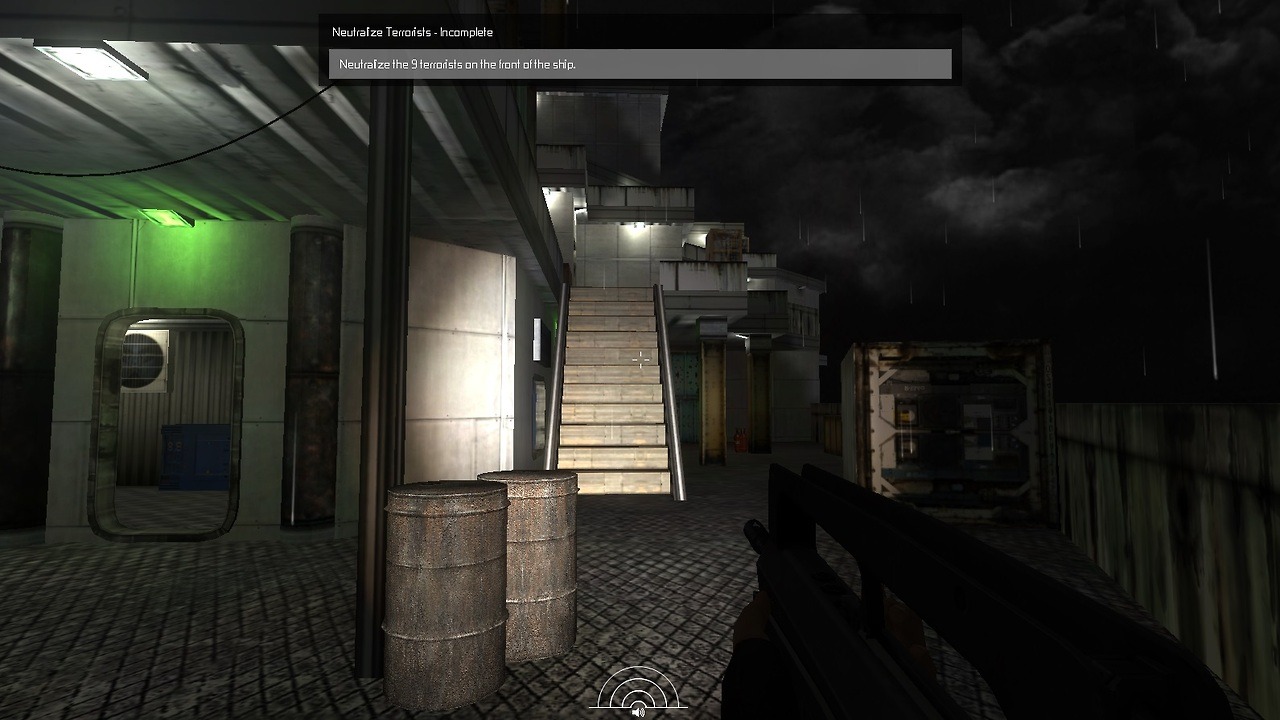 Neutralize Terrorists - Incomplete
Neutralize the 9 terrorists on the front of the ship.